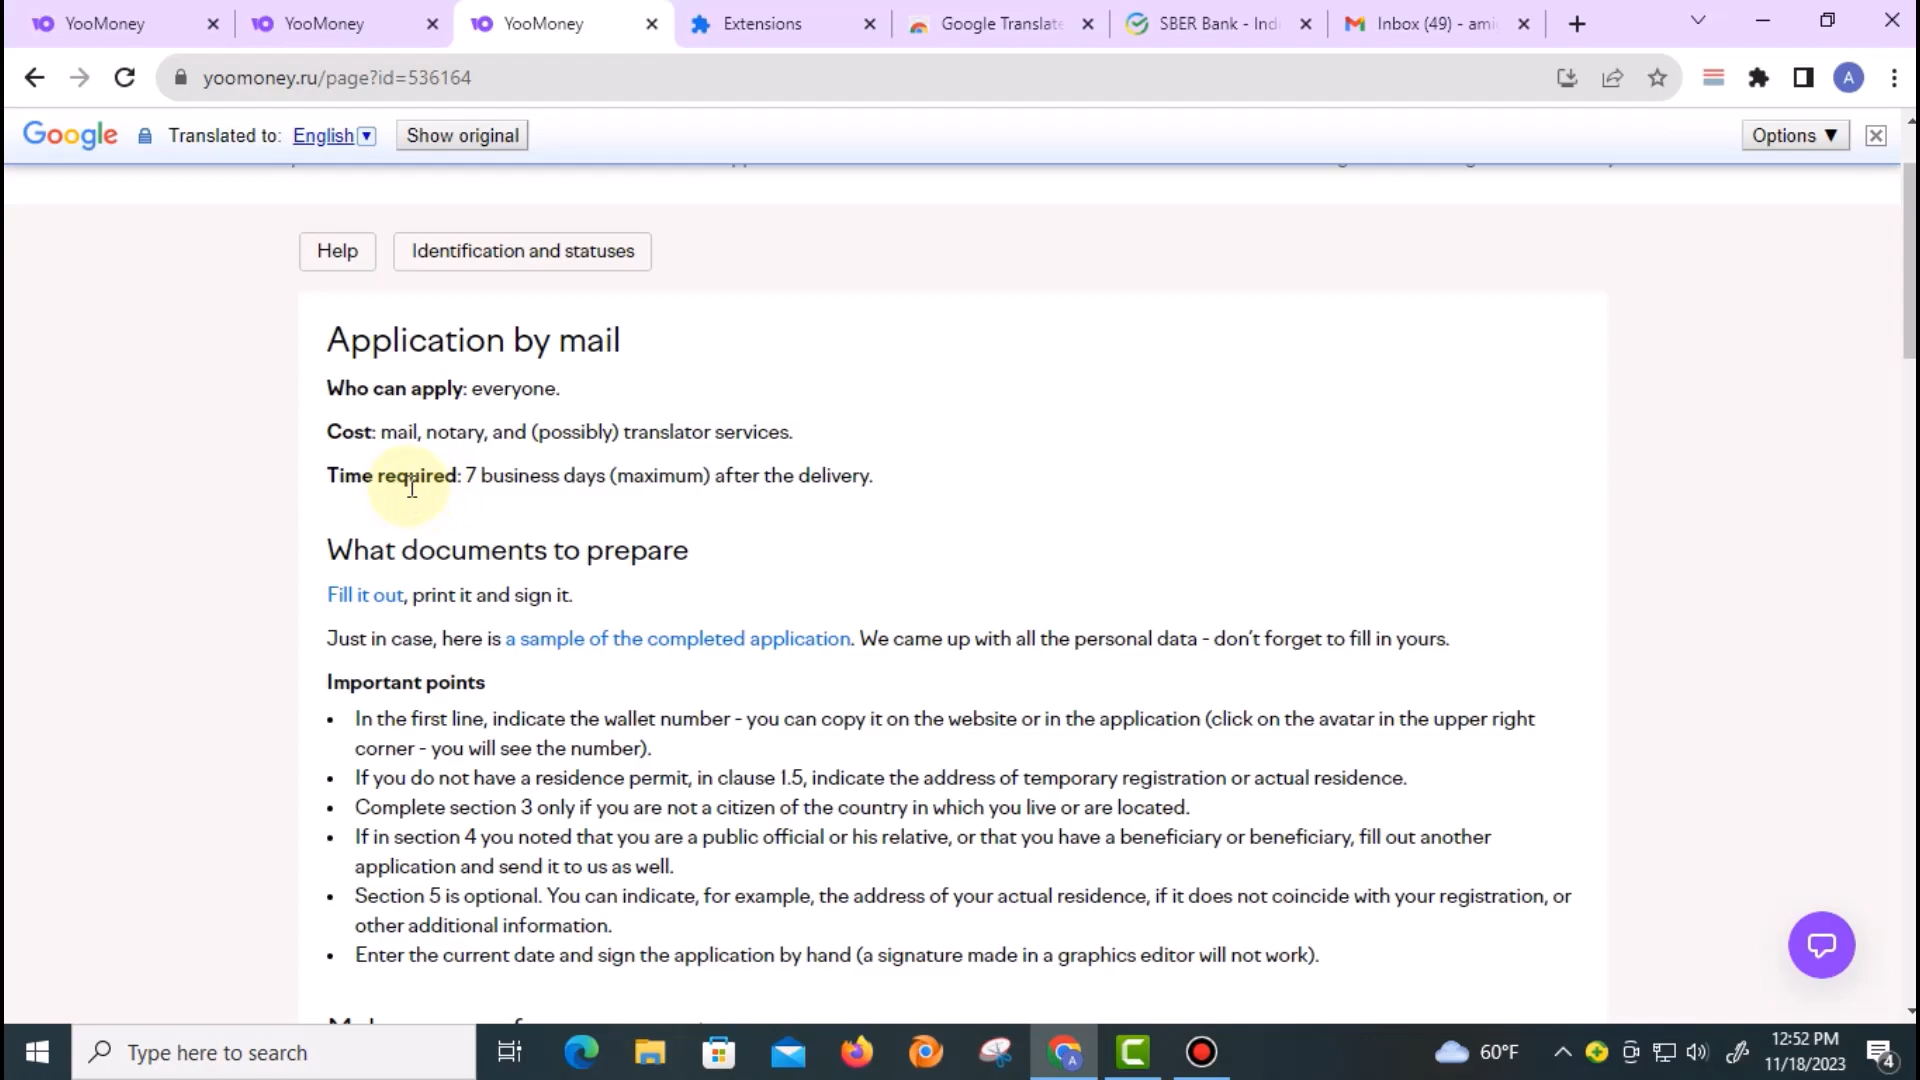 YooMoney
YooMoney
YooMoney
Extensions
Google Translate
SBER Bank - Indi
Inbox (49) - ami
yoomoney.ru/page?id=536164
A
Google Translated to: English ▼ Show original Options ▼
Help
Identification and statuses
Application by mail
Who can apply: everyone.
Cost: mail, notary, and (possibly) translator services.
Time required: 7 business days (maximum) after the delivery.
What documents to prepare
Fill it out, print it and sign it.
Just in case, here is a sample of the completed application. We came up with all the personal data - don't forget to fill in yours.
Important points
• In the first line, indicate the wallet number - you can copy it on the website or in the application (click on the avatar in the upper right
corner - you will see the number).
• If you do not have a residence permit, in clause 1.5, indicate the address of temporary registration or actual residence.
• Complete section 3 only if you are not a citizen of the country in which you live or are located.
• If in section 4 you noted that you are a public official or his relative, or that you have a beneficiary or beneficiary, fill out another
application and send it to us as well.
• Section 5 is optional. You can indicate, for example, the address of your actual residence, if it does not coincide with your registration, or
other additional information.
• Enter the current date and sign the application by hand (a signature made in a graphics editor will not work).
Type here to search
60°F
12:52 PM
11/18/2023
4